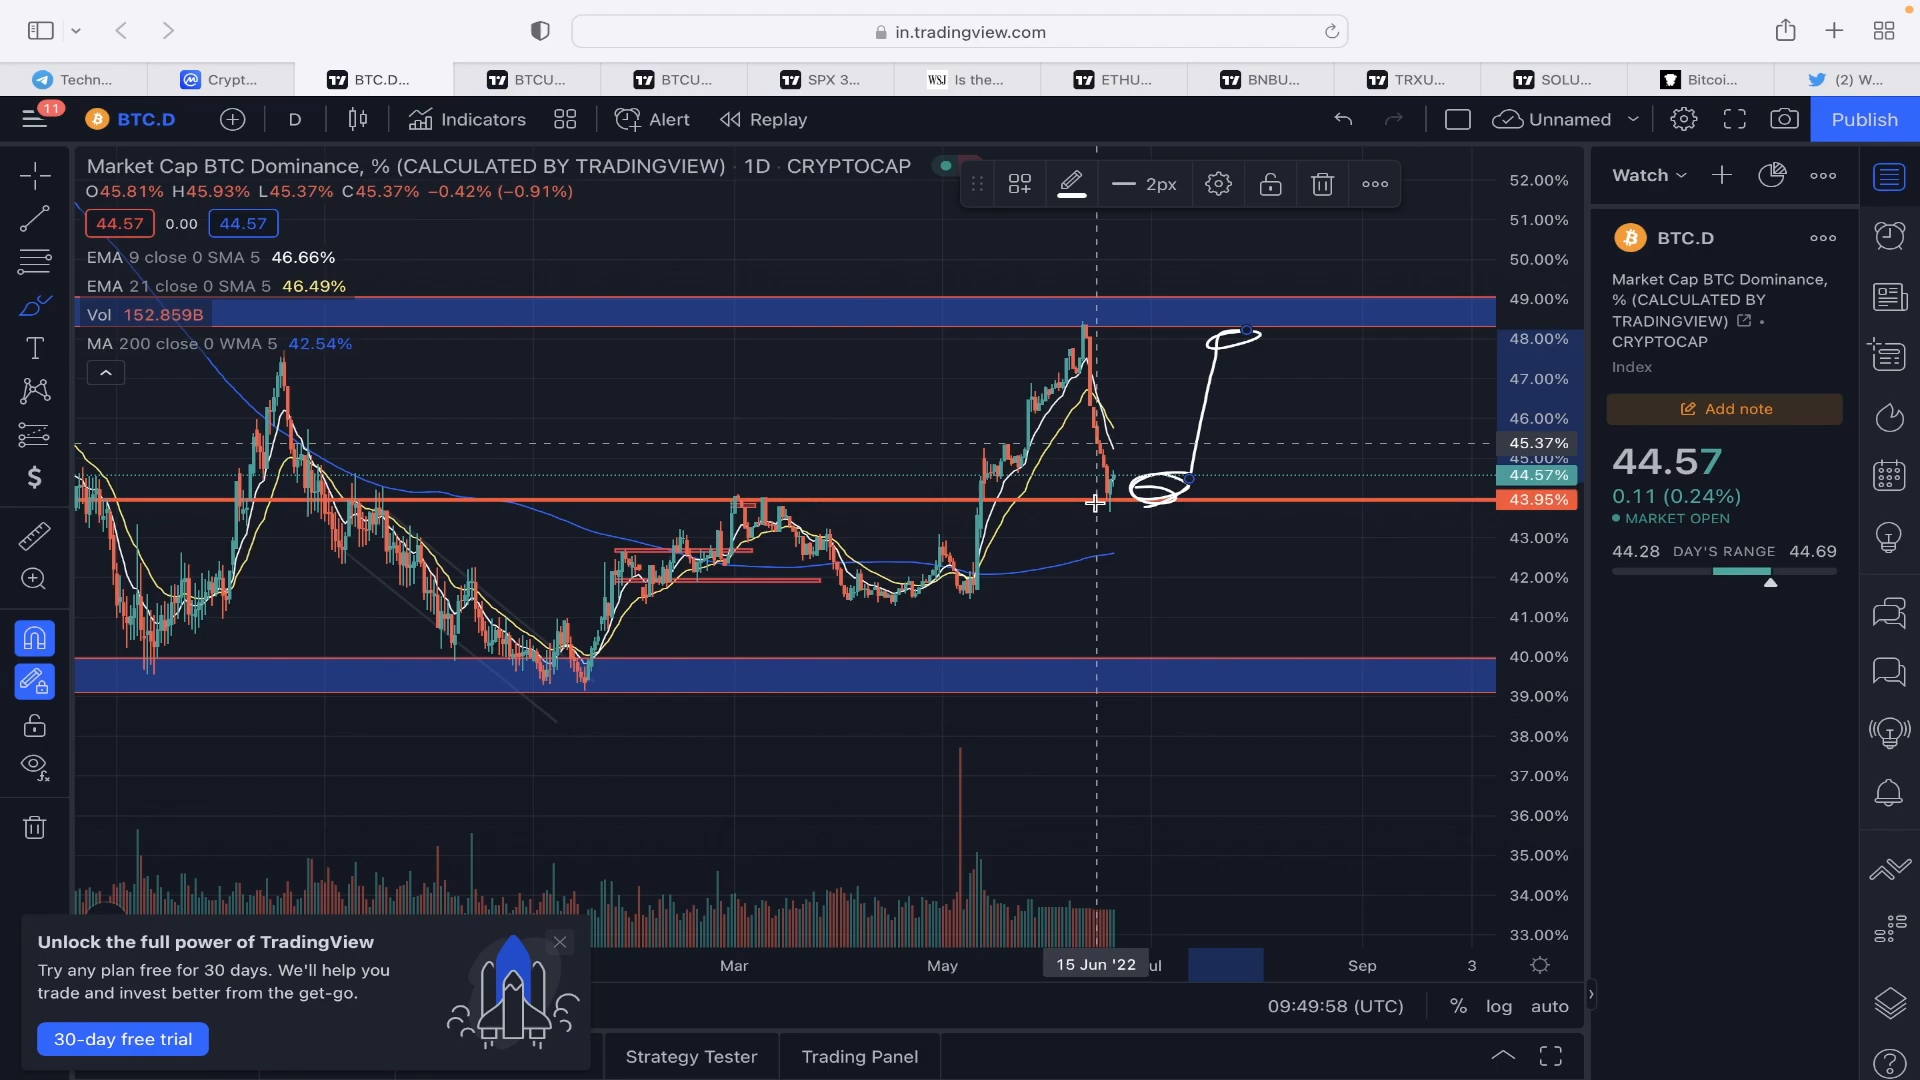 in.tradingview.com
Techn...
Crypt...
BTC.D...
BTCU...
BTCU...
SPX 3...
WSJ Is the...
ETHU...
BNBU...
TRXU...
SOLU...
Bitcoi...
(2) W...
11
BTC.D
D
Indicators
Alert
Replay
Unnamed
Publish
Market Cap BTC Dominance, % (CALCULATED BY TRADINGVIEW) · 1D · CRYPTOCAP
O45.81% H45.93% L45.37% C45.37% −0.42% (−0.91%)
44.57 0.00 44.57
EMA 9 close 0 SMA 5 46.66%
EMA 21 close 0 SMA 5 46.49%
Vol 152.859B
MA 200 close 0 WMA 5 42.54%
2px
52.00%
51.00%
50.00%
49.00%
48.00%
47.00%
46.00%
45.37%
45.00%
44.57%
43.95%
43.00%
42.00%
41.00%
40.00%
39.00%
38.00%
37.00%
36.00%
35.00%
34.00%
33.00%
Mar
May
15 Jun '22
ul
Sep
3
09:49:58 (UTC)
%
log
auto
Strategy Tester
Trading Panel
Unlock the full power of TradingView
Try any plan free for 30 days. We'll help you
trade and invest better from the get-go.
30-day free trial
Watch
BTC.D
Market Cap BTC Dominance,
% (CALCULATED BY
TRADINGVIEW) •
CRYPTOCAP
Index
Add note
44.57
0.11 (0.24%)
MARKET OPEN
44.28 DAY'S RANGE 44.69